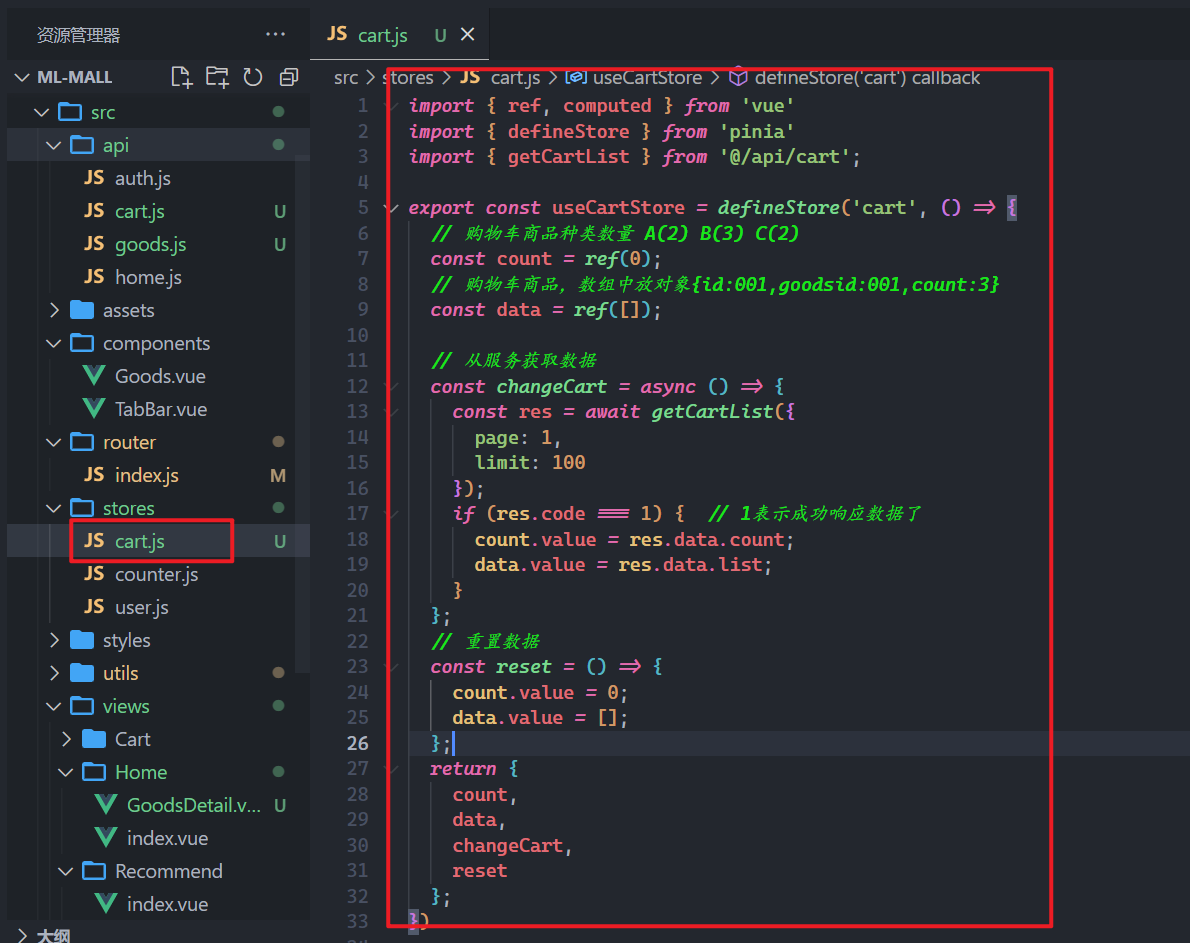 资源管理器 ···
ML-MALL
src
api
JS auth.js
JS cart.js U
JS goods.js U
JS home.js
assets
components
Goods.vue
TabBar.vue
router
JS index.js M
stores
JS cart.js U
JS counter.js
JS user.js
styles
utils
views
Cart
Home
GoodsDetail.v... U
index.vue
Recommend
index.vue
大纲
JS cart.js U
src > stores > JS cart.js > useCartStore > defineStore('cart') callback
1 import { ref, computed } from 'vue'
2 import { defineStore } from 'pinia'
3 import { getCartList } from '@/api/cart';
4
5 export const useCartStore = defineStore('cart', () => {
6 // 购物车商品种类数量 A(2) B(3) C(2)
7 const count = ref(0);
8 // 购物车商品，数组中放对象{id:001,goodsid:001,count:3}
9 const data = ref([]);
10
11 // 从服务获取数据
12 const changeCart = async () => {
13 const res = await getCartList({
14 page: 1,
15 limit: 100
16 });
17 if (res.code === 1) { // 1表示成功响应数据了
18 count.value = res.data.count;
19 data.value = res.data.list;
20 }
21 };
22 // 重置数据
23 const reset = () => {
24 count.value = 0;
25 data.value = [];
26 };
27 return {
28 count,
29 data,
30 changeCart,
31 reset
32 };
33 })